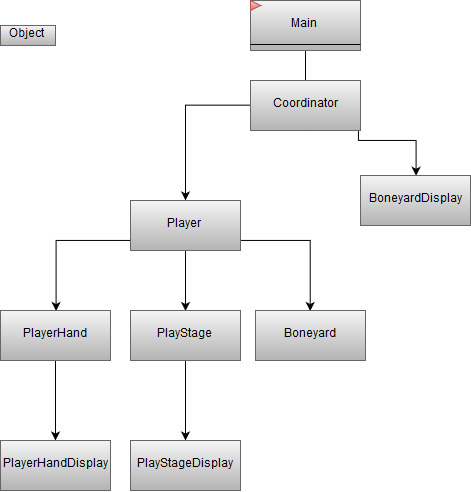 Main
Object
Coordinator
BoneyardDisplay
Player
PlayerHand
PlayStage
Boneyard
PlayerHandDisplay
PlayStageDisplay